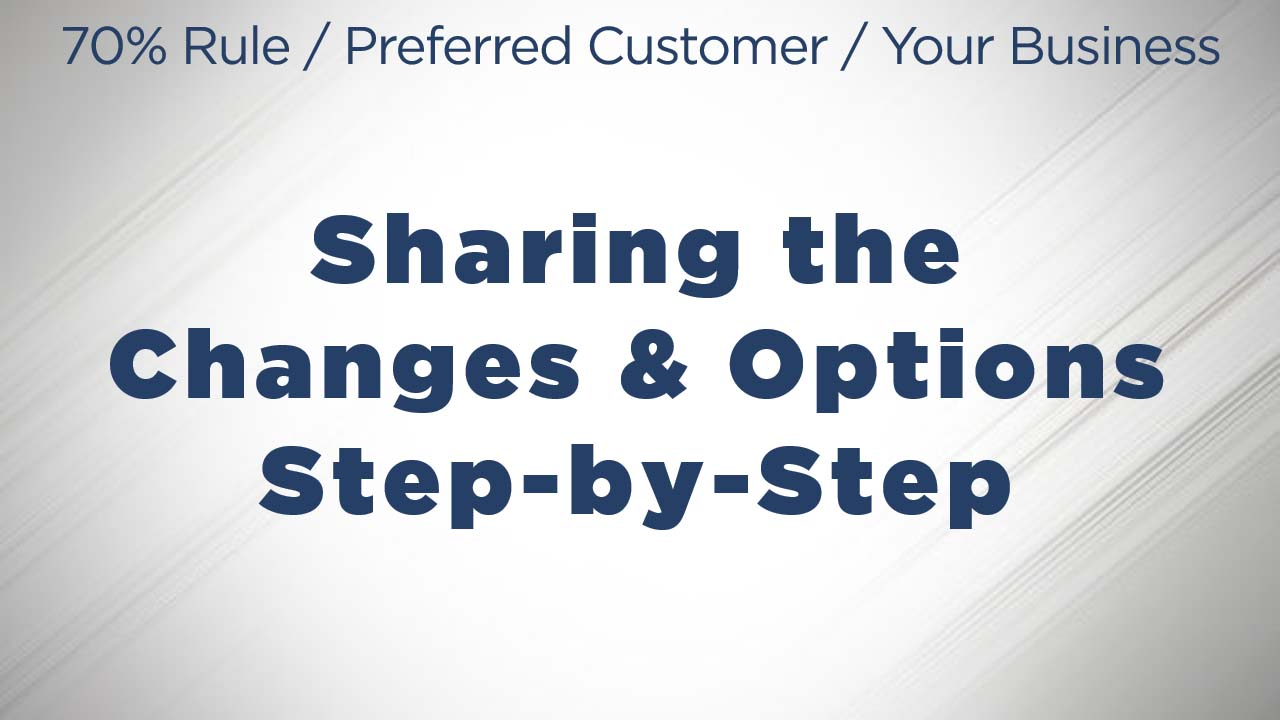 70% Rule / Preferred Customer / Your Business
Sharing the
Changes & Options
Step-by-Step